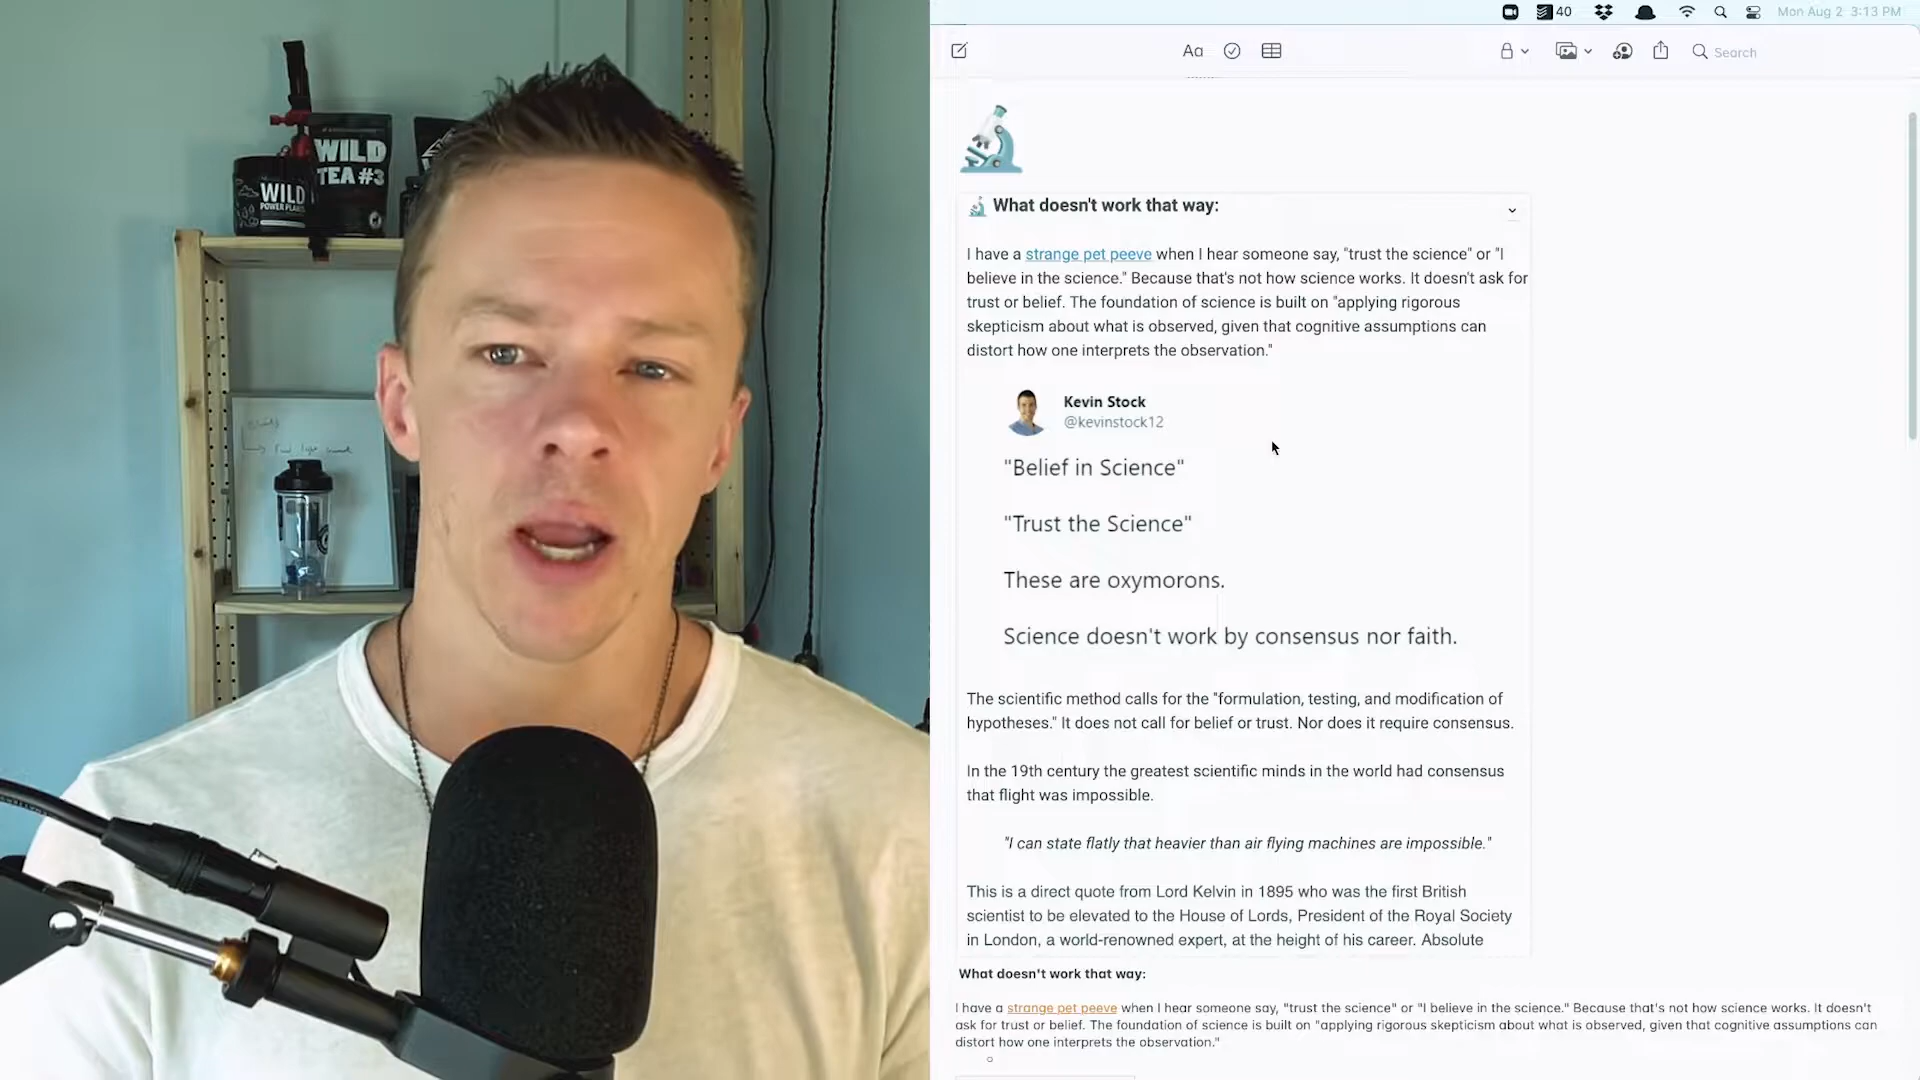 40
Mon Aug 2 3:13 PM
Aa
Search
WILD
TEA #3
WILD
What doesn't work that way:
I have a strange pet peeve when I hear someone say, "trust the science" or "I
believe in the science." Because that's not how science works. It doesn't ask for
trust or belief. The foundation of science is built on "applying rigorous
skepticism about what is observed, given that cognitive assumptions can
distort how one interprets the observation."
Kevin Stock
@kevinstock12
"Belief in Science"
"Trust the Science"
These are oxymorons.
Science doesn't work by consensus nor faith.
The scientific method calls for the "formulation, testing, and modification of
hypotheses." It does not call for belief or trust. Nor does it require consensus.
In the 19th century the greatest scientific minds in the world had consensus
that flight was impossible.
"I can state flatly that heavier than air flying machines are impossible."
This is a direct quote from Lord Kelvin in 1895 who was the first British
scientist to be elevated to the House of Lords, President of the Royal Society
in London, a world-renowned expert, at the height of his career. Absolute
What doesn't work that way:
I have a strange pet peeve when I hear someone say, "trust the science" or "I believe in the science." Because that's not how science works. It doesn't
ask for trust or belief. The foundation of science is built on "applying rigorous skepticism about what is observed, given that cognitive assumptions can
distort how one interprets the observation."